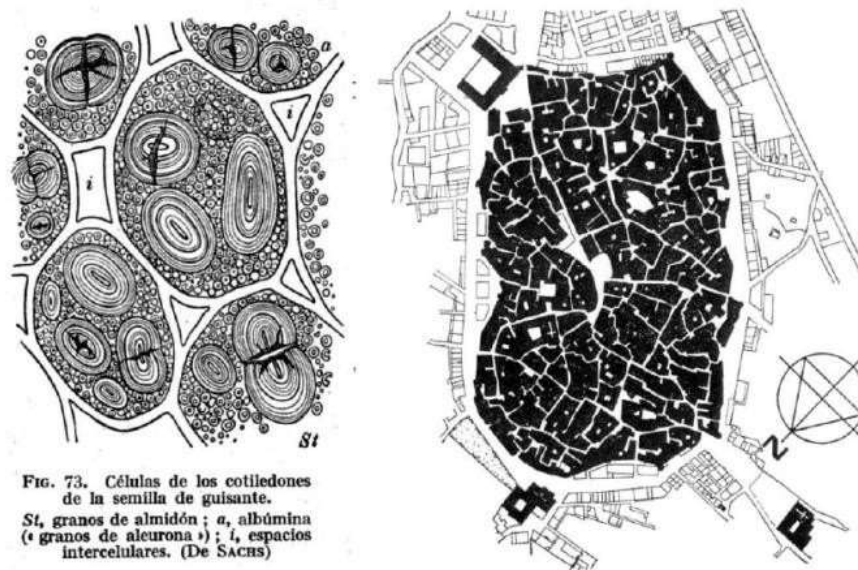 a
i
i
St
FIG. 73. Células de los cotiledones
de la semilla de guisante.
St, granos de almidón ; a, albúmina
(« granos de aleurona ») ; i, espacios
intercelulares. (De SACHS)
N